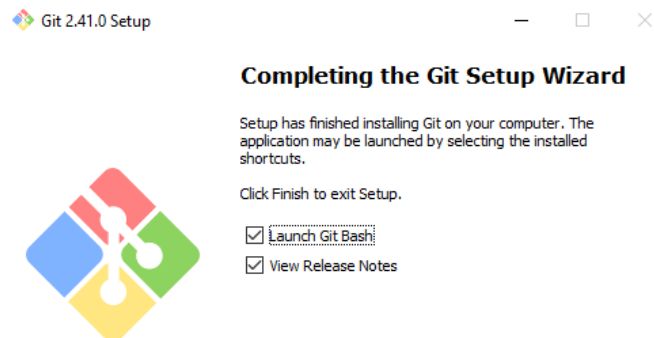 Git 2.41.0 Setup
Completing the Git Setup Wizard
Setup has finished installing Git on your computer. The
application may be launched by selecting the installed
shortcuts.
Click Finish to exit Setup.
Launch Git Bash
View Release Notes